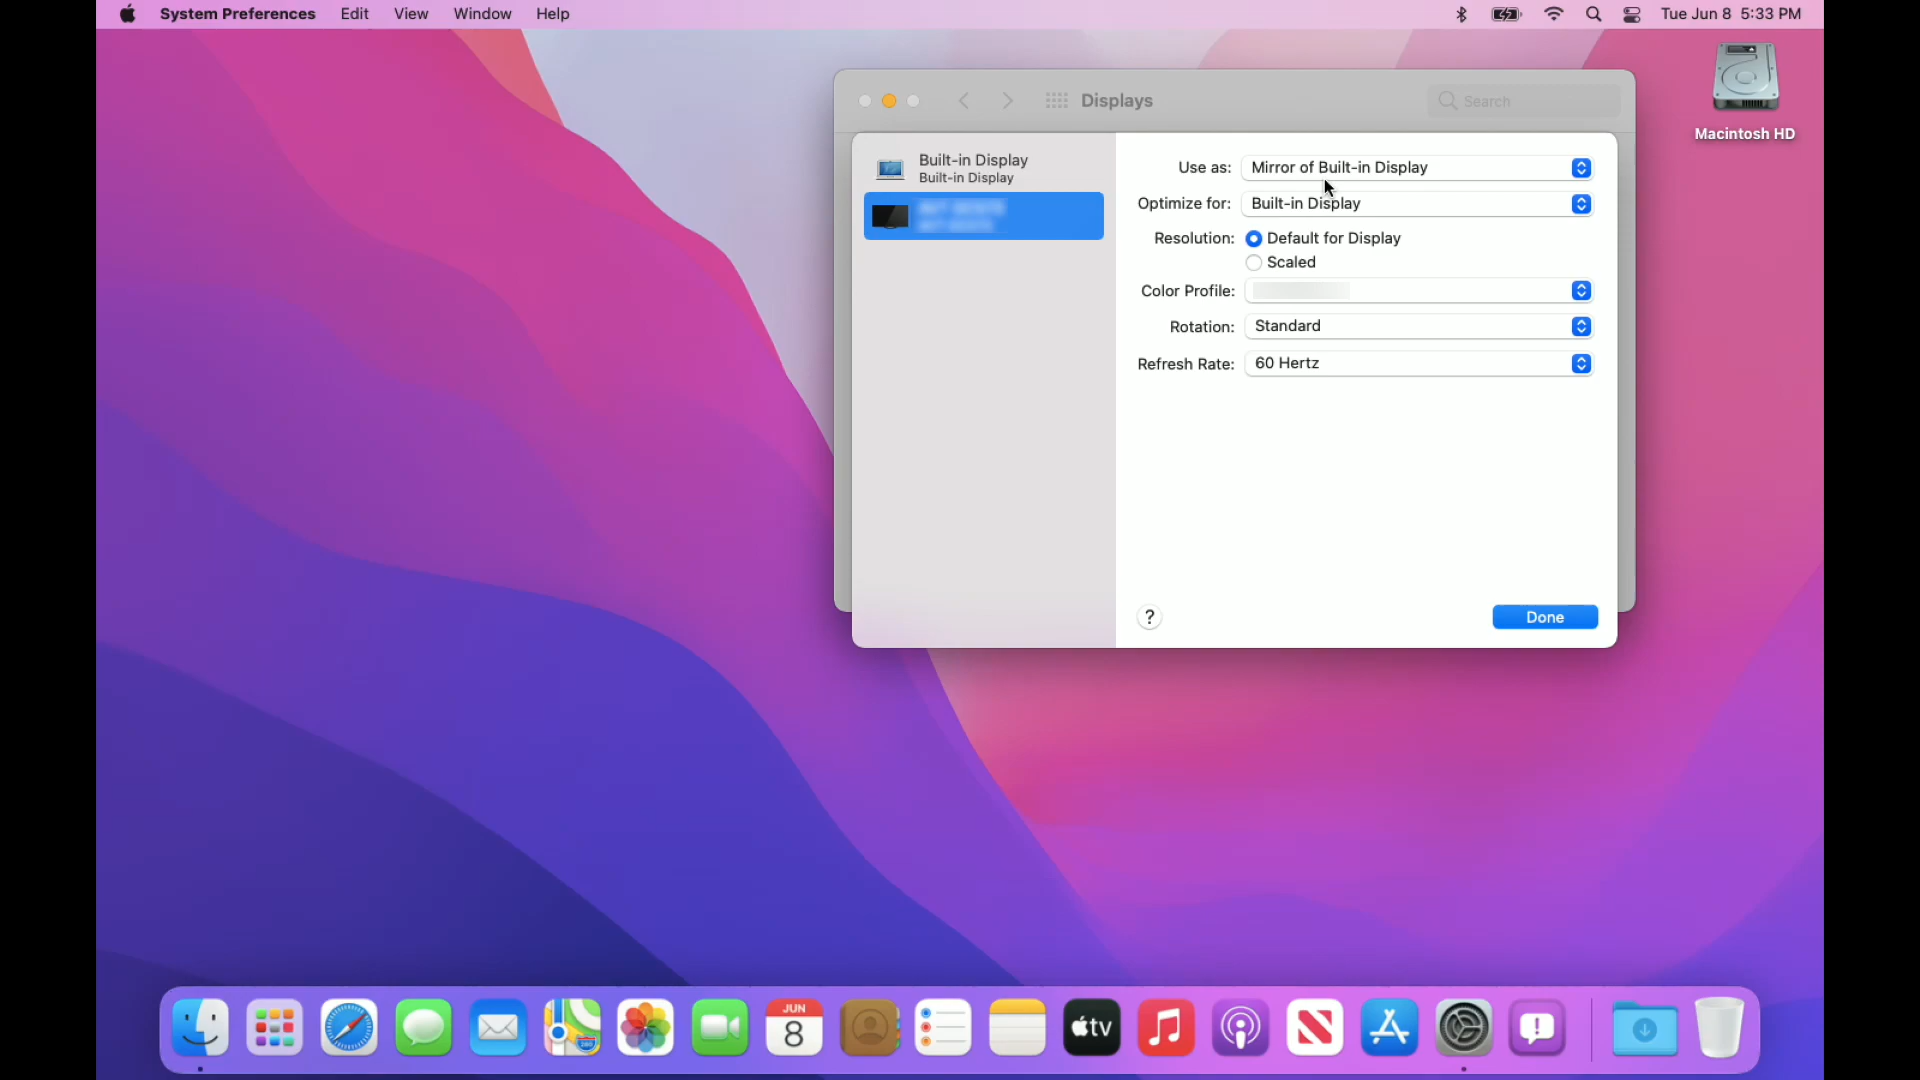 System Preferences Edit View Window Help
Tue Jun 8 5:33 PM
Displays
Search
Macintosh HD
Built-in Display
Built-in Display
Use as: Mirror of Built-in Display
Optimize for: Built-in Display
Resolution: Default for Display
Scaled
Color Profile:
Rotation: Standard
Refresh Rate: 60 Hertz
?
Done
JUN
8
tv